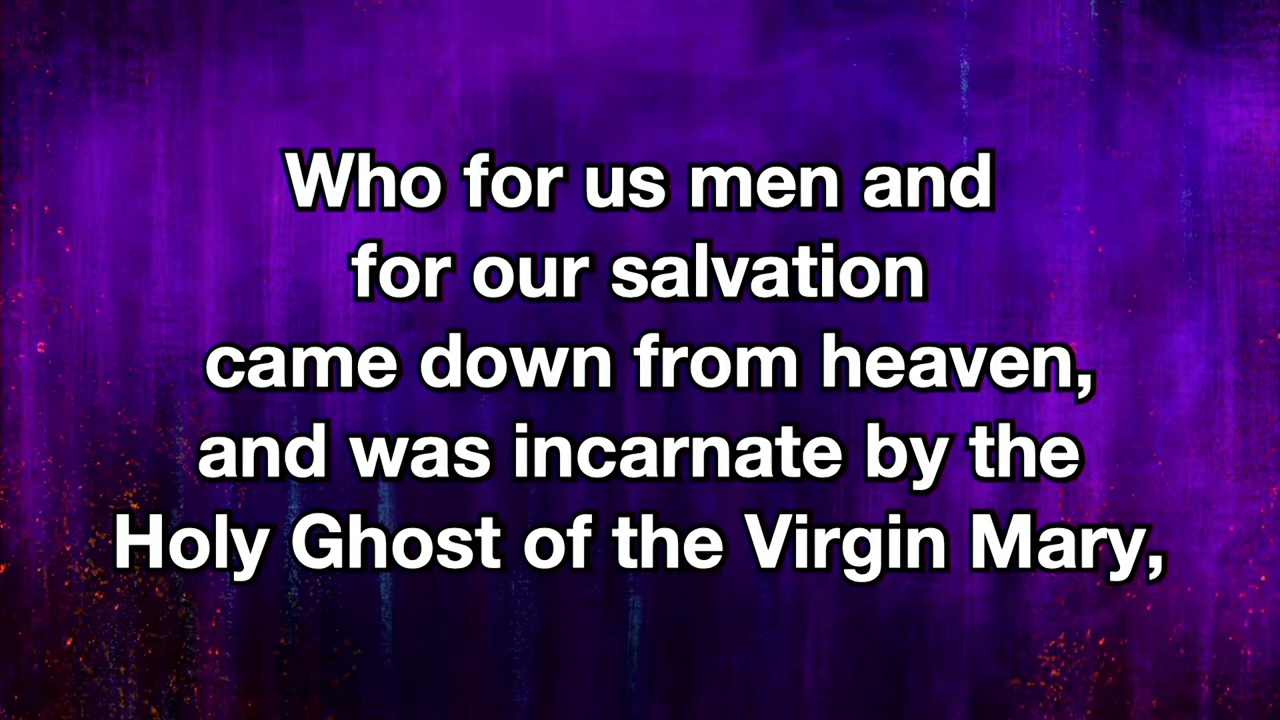 Who for us men and
for our salvation
came down from heaven,
and was incarnate by the
Holy Ghost of the Virgin Mary,